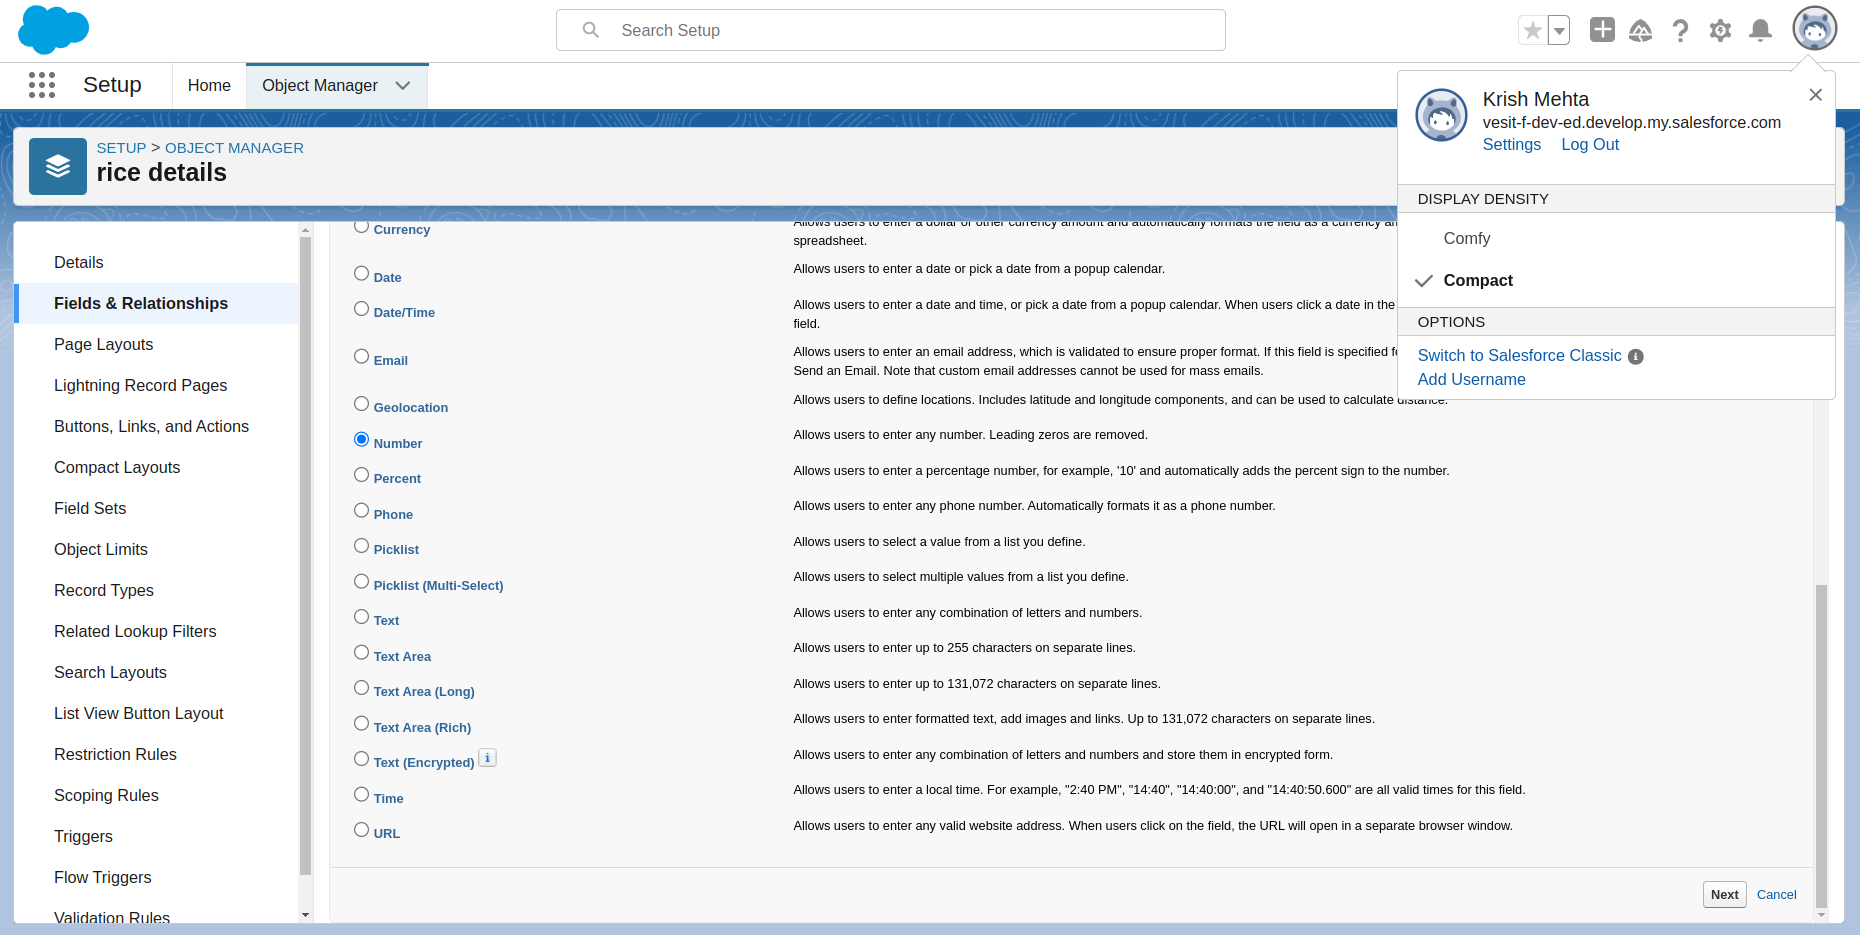 Search Setup
Setup
Home
Object Manager
SETUP > OBJECT MANAGER
rice details
Krish Mehta
vesit-f-dev-ed.develop.my.salesforce.com
Settings Log Out
DISPLAY DENSITY
Comfy
Compact
OPTIONS
Switch to Salesforce Classic
Add Username
Details
Fields & Relationships
Page Layouts
Lightning Record Pages
Buttons, Links, and Actions
Compact Layouts
Field Sets
Object Limits
Record Types
Related Lookup Filters
Search Layouts
List View Button Layout
Restriction Rules
Scoping Rules
Triggers
Flow Triggers
Validation Rules
Currency
Allows users to enter a dollar or other currency amount and automatically formats the field as a currency
spreadsheet.
Date
Allows users to enter a date or pick a date from a popup calendar.
Date/Time
Allows users to enter a date and time, or pick a date from a popup calendar. When users click a date in the
field.
Email
Allows users to enter an email address, which is validated to ensure proper format. If this field is specified
Send an Email. Note that custom email addresses cannot be used for mass emails.
Geolocation
Allows users to define locations. Includes latitude and longitude components, and can be used to calculate distance.
Number
Allows users to enter any number. Leading zeros are removed.
Percent
Allows users to enter a percentage number, for example, '10' and automatically adds the percent sign to the number.
Phone
Allows users to enter any phone number. Automatically formats it as a phone number.
Picklist
Allows users to select a value from a list you define.
Picklist (Multi-Select)
Allows users to select multiple values from a list you define.
Text
Allows users to enter any combination of letters and numbers.
Text Area
Allows users to enter up to 255 characters on separate lines.
Text Area (Long)
Allows users to enter up to 131,072 characters on separate lines.
Text Area (Rich)
Allows users to enter formatted text, add images and links. Up to 131,072 characters on separate lines.
Text (Encrypted)
Allows users to enter any combination of letters and numbers and store them in encrypted form.
Time
Allows users to enter a local time. For example, "2:40 PM", "14:40", "14:40:00", and "14:40:50.600" are all valid times for this field.
URL
Allows users to enter any valid website address. When users click on the field, the URL will open in a separate browser window.
Next
Cancel